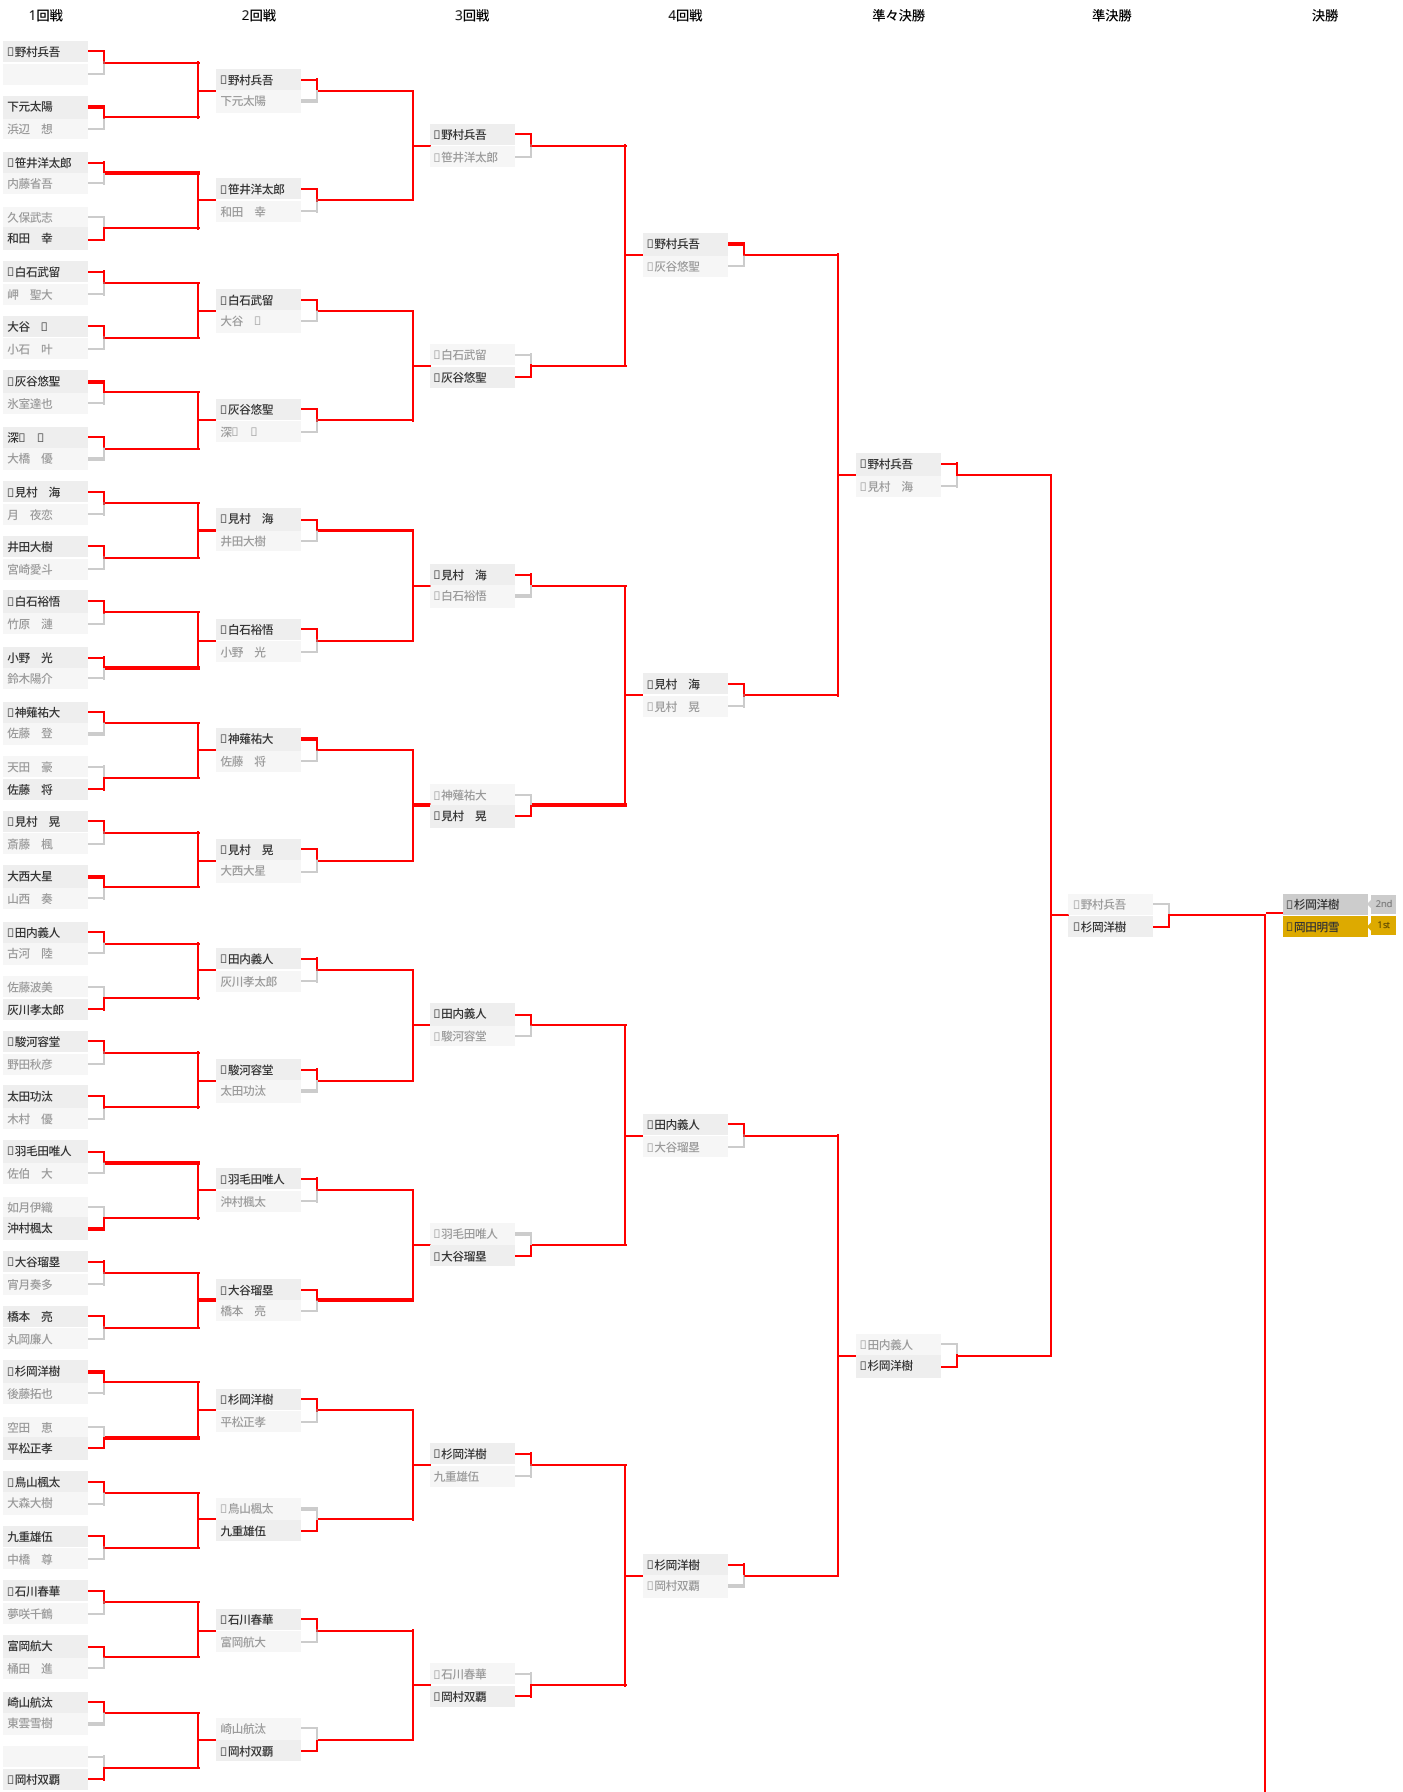 1回戦
2回戦
3回戦
4回戦
準々決勝
準決勝
決勝
野村兵吾
下元太陽
浜辺　想
笹井洋太郎
内藤省吾
久保武志
和田　幸
白石武留
岬　聖大
大谷
小石　叶
灰谷悠聖
氷室達也
深
大橋　優
見村　海
月　夜恋
井田大樹
宮崎愛斗
白石裕悟
竹原　漣
小野　光
鈴木陽介
神薙祐大
佐藤　登
天田　豪
佐藤　将
見村　晃
斎藤　楓
大西大星
山西　奏
田内義人
古河　陸
佐藤波美
灰川孝太郎
駿河容堂
野田秋彦
太田功汰
木村　優
羽毛田唯人
佐伯　大
如月伊織
沖村楓太
大谷瑠塁
宵月奏多
橋本　亮
丸岡廉人
杉岡洋樹
後藤拓也
空田　恵
平松正孝
鳥山楓太
大森大樹
九重雄伍
中橋　尊
石川春華
夢咲千鶴
富岡航大
桶田　進
崎山航汰
東雲雪樹
岡村双覇
野村兵吾
下元太陽
笹井洋太郎
和田　幸
白石武留
大谷
灰谷悠聖
深
見村　海
井田大樹
白石裕悟
小野　光
神薙祐大
佐藤　将
見村　晃
大西大星
田内義人
灰川孝太郎
駿河容堂
太田功汰
羽毛田唯人
沖村楓太
大谷瑠塁
橋本　亮
杉岡洋樹
平松正孝
鳥山楓太
九重雄伍
石川春華
富岡航大
崎山航汰
岡村双覇
野村兵吾
笹井洋太郎
白石武留
灰谷悠聖
見村　海
白石裕悟
神薙祐大
見村　晃
田内義人
駿河容堂
羽毛田唯人
大谷瑠塁
杉岡洋樹
九重雄伍
石川春華
岡村双覇
野村兵吾
灰谷悠聖
見村　海
見村　晃
田内義人
大谷瑠塁
杉岡洋樹
岡村双覇
野村兵吾
見村　海
田内義人
杉岡洋樹
野村兵吾
杉岡洋樹
杉岡洋樹 2nd
岡田明雪 1st